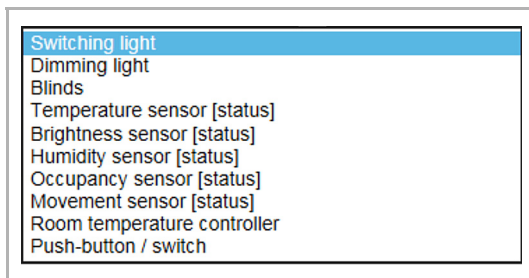 Switching light
Dimming light
Blinds
Temperature sensor [status]
Brightness sensor [status]
Humidity sensor [status]
Occupancy sensor [status]
Movement sensor [status]
Room temperature controller
Push-button / switch